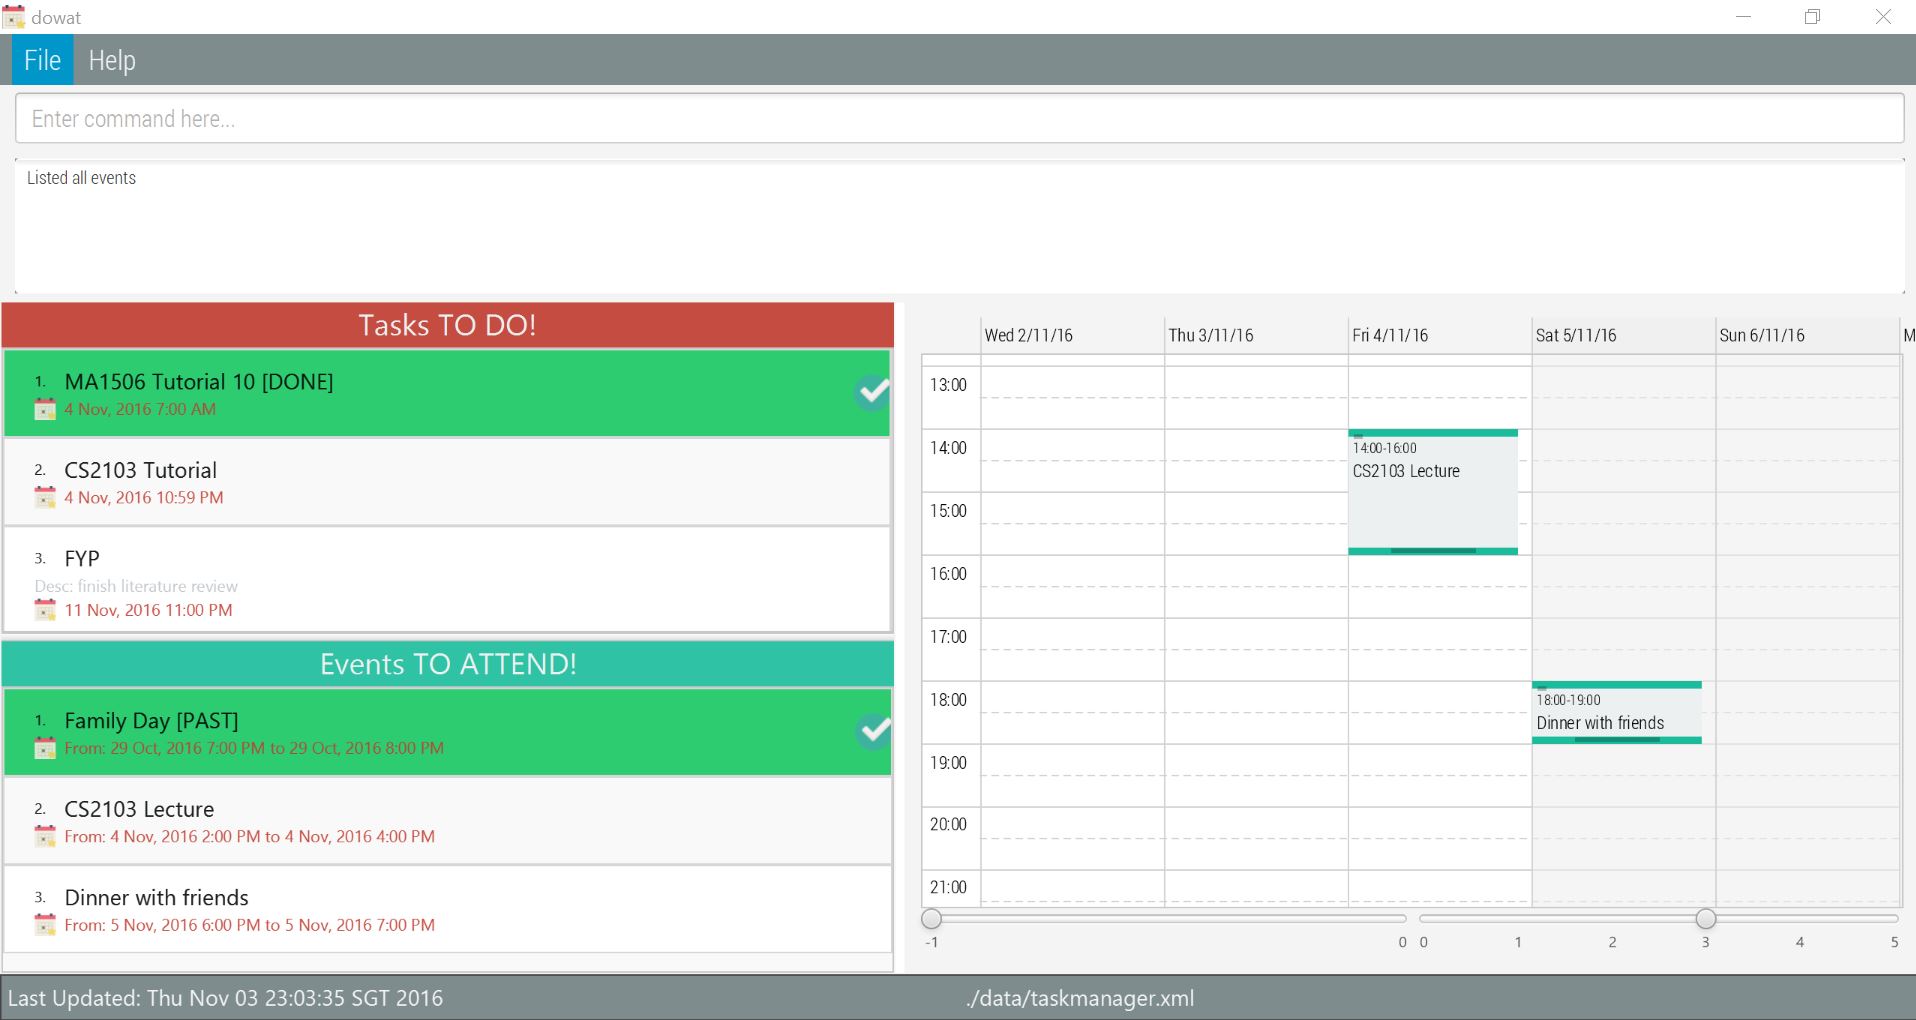 dowat
File Help
Enter command here...
Listed all events
Tasks TO DO!
1. MA1506 Tutorial 10 [DONE]
4 Nov, 2016 7:00 AM
2. CS2103 Tutorial
4 Nov, 2016 10:59 PM
3. FYP
Desc: finish literature review
11 Nov, 2016 11:00 PM
Events TO ATTEND!
1. Family Day [PAST]
From: 29 Oct, 2016 7:00 PM to 29 Oct, 2016 8:00 PM
2. CS2103 Lecture
From: 4 Nov, 2016 2:00 PM to 4 Nov, 2016 4:00 PM
3. Dinner with friends
From: 5 Nov, 2016 6:00 PM to 5 Nov, 2016 7:00 PM
Wed 2/11/16 Thu 3/11/16 Fri 4/11/16 Sat 5/11/16 Sun 6/11/16 M
13:00
14:00
14:00-16:00
CS2103 Lecture
15:00
16:00
17:00
18:00
18:00-19:00
Dinner with friends
19:00
20:00
21:00
-1 0 0 1 2 3 4 5
Last Updated: Thu Nov 03 23:03:35 SGT 2016
./data/taskmanager.xml